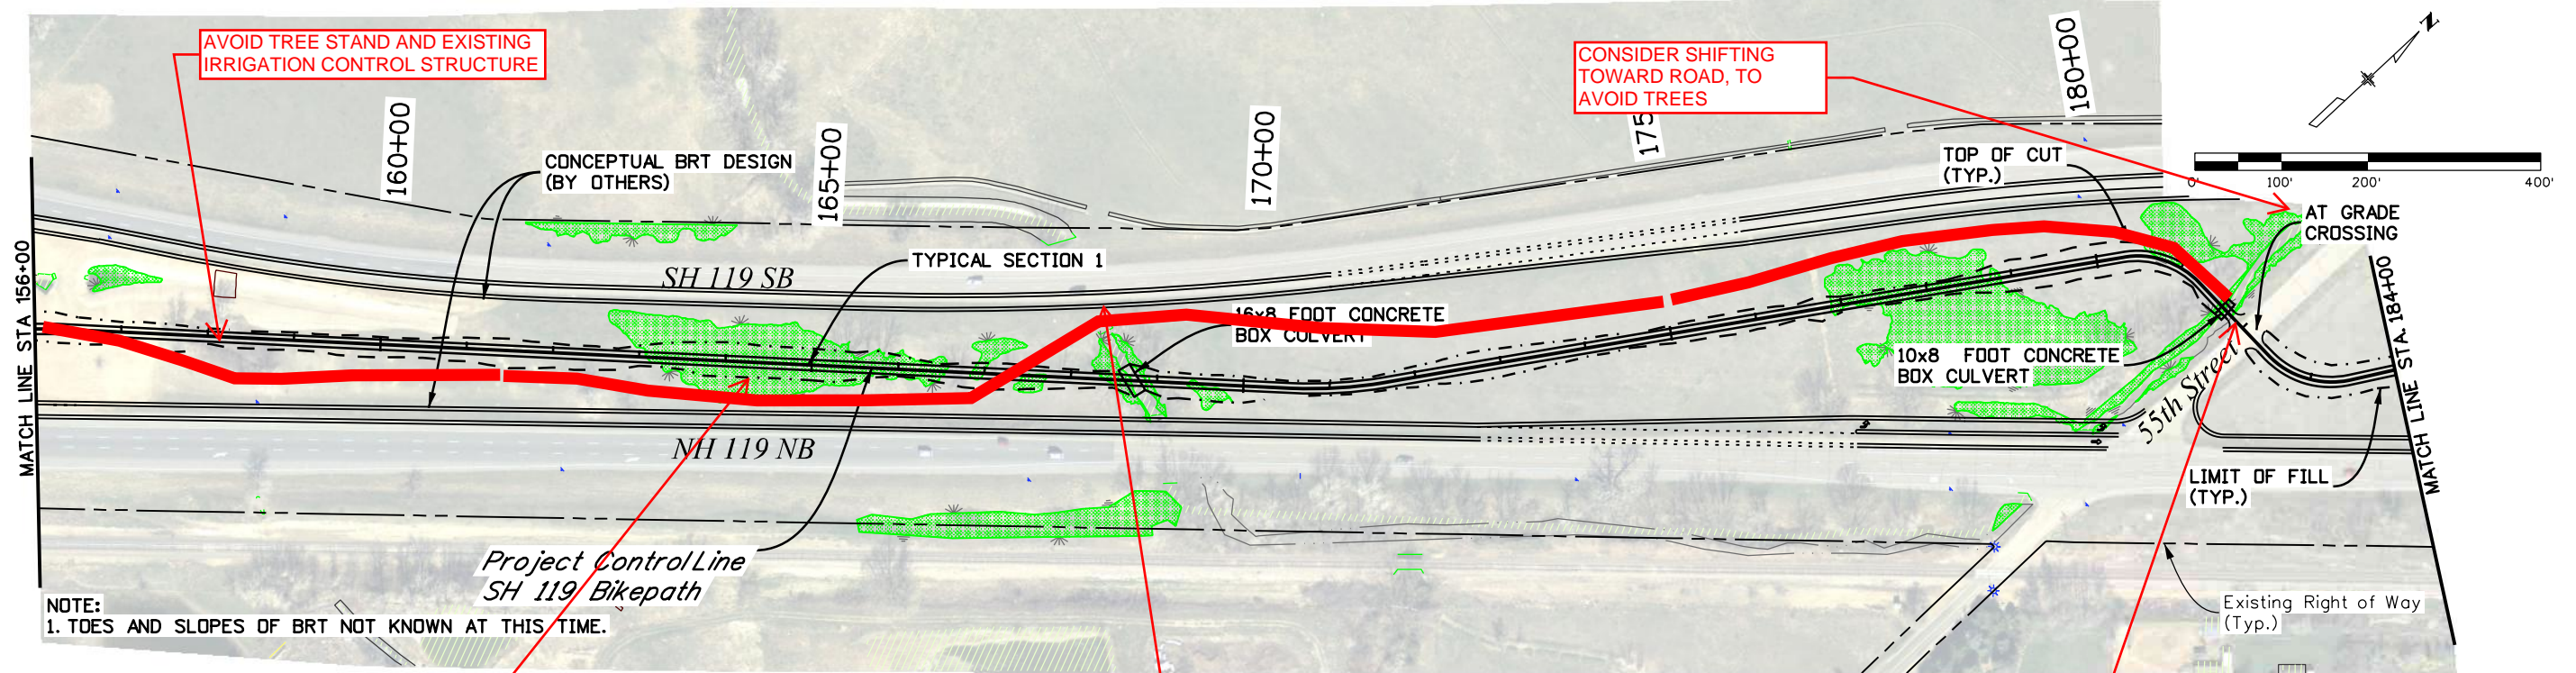 AVOID TREE STAND AND EXISTING
IRRIGATION CONTROL STRUCTURE
CONSIDER SHIFTING
TOWARD ROAD, TO
AVOID TREES
N
160+00
165+00
170+00
175
180+00
0'
100'
200'
400'
CONCEPTUAL BRT DESIGN
(BY OTHERS)
TOP OF CUT
(TYP.)
AT GRADE
CROSSING
TYPICAL SECTION 1
SH 119 SB
16x8 FOOT CONCRETE
BOX CULVERT
10x8 FOOT CONCRETE
BOX CULVERT
55th Street
MATCH LINE STA 156+00
MATCH LINE STA. 184+00
NH 119 NB
LIMIT OF FILL
(TYP.)
Project Control Line
SH 119 Bikepath
Existing Right of Way
(Typ.)
NOTE:
1. TOES AND SLOPES OF BRT NOT KNOWN AT THIS TIME.